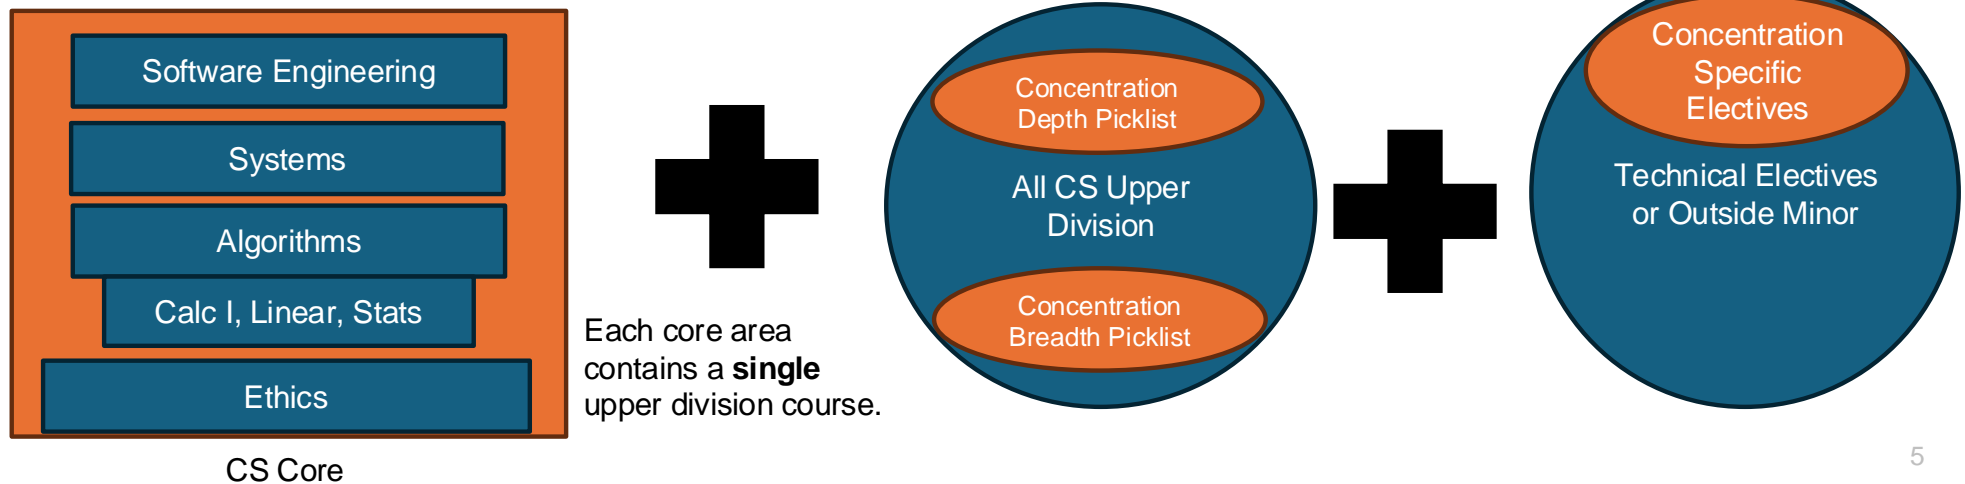 Software Engineering
Systems
Algorithms
Calc I, Linear, Stats
Ethics
CS Core
Each core area
contains a single
upper division course.
Concentration
Depth Picklist
All CS Upper
Division
Concentration
Breadth Picklist
Concentration
Specific
Electives
Technical Electives
or Outside Minor
5